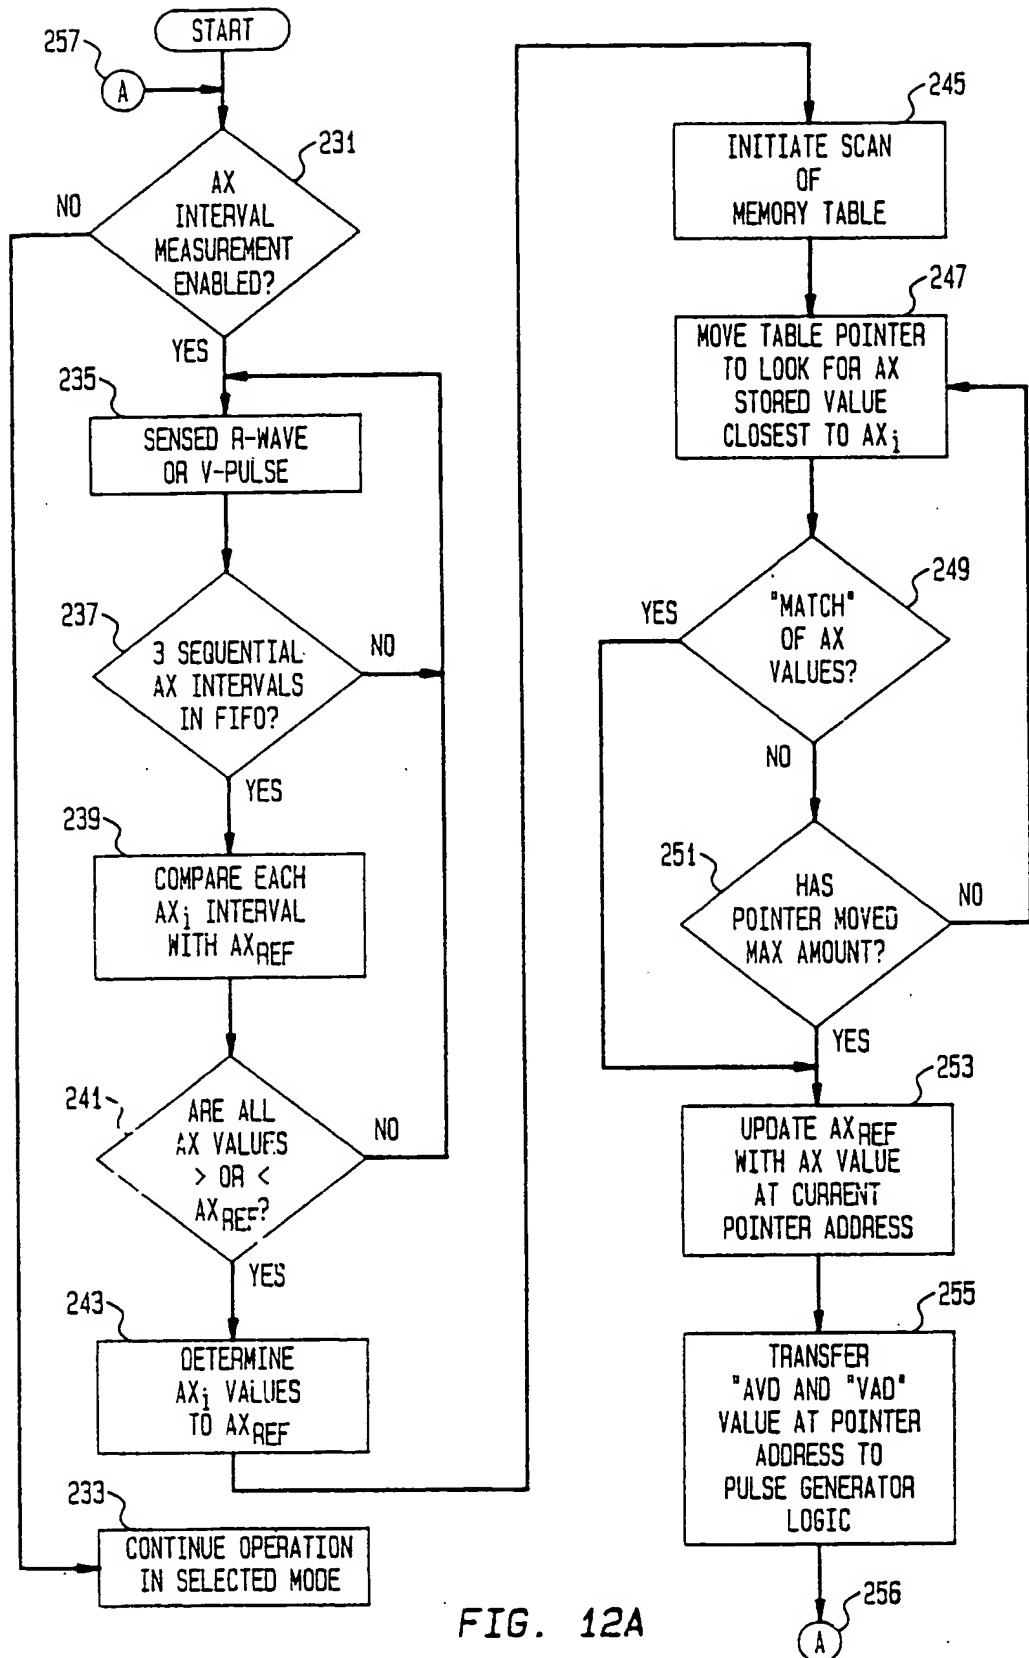 START
257
A
231
AX
INTERVAL
MEASUREMENT
ENABLED?
NO
YES
235
SENSED R-WAVE
OR V-PULSE
237
3 SEQUENTIAL
AX INTERVALS
IN FIFO?
NO
YES
239
COMPARE EACH
AXi INTERVAL
WITH AXREF
241
ARE ALL
AX VALUES
> OR <
AXREF?
NO
YES
243
DETERMINE
AXi VALUES
TO AXREF
233
CONTINUE OPERATION
IN SELECTED MODE
245
INITIATE SCAN
OF
MEMORY TABLE
247
MOVE TABLE POINTER
TO LOOK FOR AX
STORED VALUE
CLOSEST TO AXi
249
"MATCH"
OF AX
VALUES?
YES
NO
251
HAS
POINTER MOVED
MAX AMOUNT?
NO
YES
253
UPDATE AXREF
WITH AX VALUE
AT CURRENT
POINTER ADDRESS
255
TRANSFER
"AVD AND "VAD"
VALUE AT POINTER
ADDRESS TO
PULSE GENERATOR
LOGIC
256
A
FIG. 12A